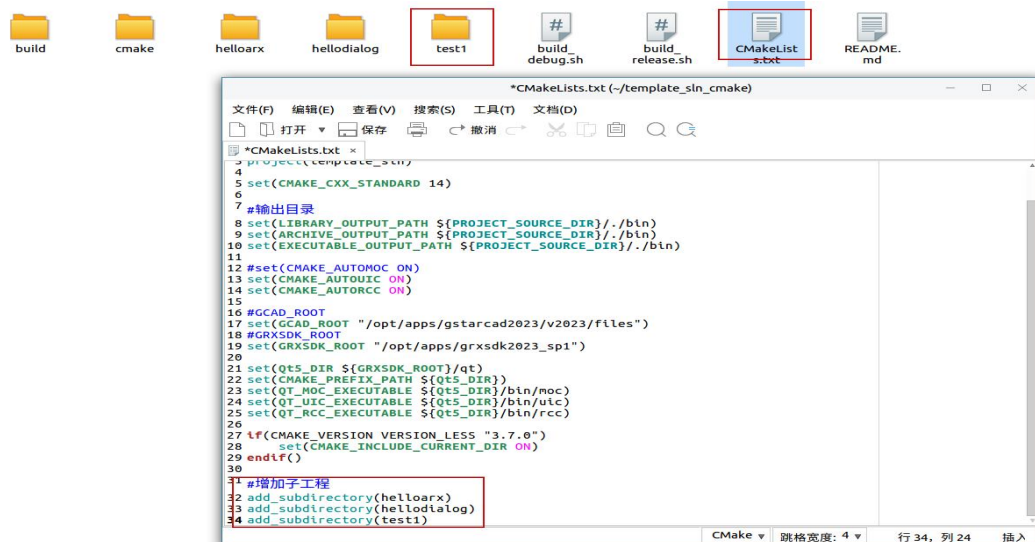 build
cmake
helloarx
hellodialog
test1
build_
debug.sh
build_
release.sh
CMakeList
s.txt
README.
md
*CMakeLists.txt (~/template_sln_cmake)
文件(F) 编辑(E) 查看(V) 搜索(S) 工具(T) 文档(D)
打开 保存 撤消
*CMakeLists.txt ×
3 project(template_sln)
4
5 set(CMAKE_CXX_STANDARD 14)
6
7 #输出目录
8 set(LIBRARY_OUTPUT_PATH ${PROJECT_SOURCE_DIR}/./bin)
9 set(ARCHIVE_OUTPUT_PATH ${PROJECT_SOURCE_DIR}/./bin)
10 set(EXECUTABLE_OUTPUT_PATH ${PROJECT_SOURCE_DIR}/./bin)
11
12 #set(CMAKE_AUTOMOC ON)
13 set(CMAKE_AUTOUIC ON)
14 set(CMAKE_AUTORCC ON)
15
16 #GCAD_ROOT
17 set(GCAD_ROOT "/opt/apps/gstarcad2023/v2023/files")
18 #GRXSDK_ROOT
19 set(GRXSDK_ROOT "/opt/apps/grxsdk2023_sp1")
20
21 set(Qt5_DIR ${GRXSDK_ROOT}/qt)
22 set(CMAKE_PREFIX_PATH ${Qt5_DIR})
23 set(QT_MOC_EXECUTABLE ${Qt5_DIR}/bin/moc)
24 set(QT_UIC_EXECUTABLE ${Qt5_DIR}/bin/uic)
25 set(QT_RCC_EXECUTABLE ${Qt5_DIR}/bin/rcc)
26
27 if(CMAKE_VERSION VERSION_LESS "3.7.0")
28 set(CMAKE_INCLUDE_CURRENT_DIR ON)
29 endif()
30
31 #增加子工程
32 add_subdirectory(helloarx)
33 add_subdirectory(hellodialog)
34 add_subdirectory(test1)
CMake 跳格宽度: 4 行 34, 列 24 插入